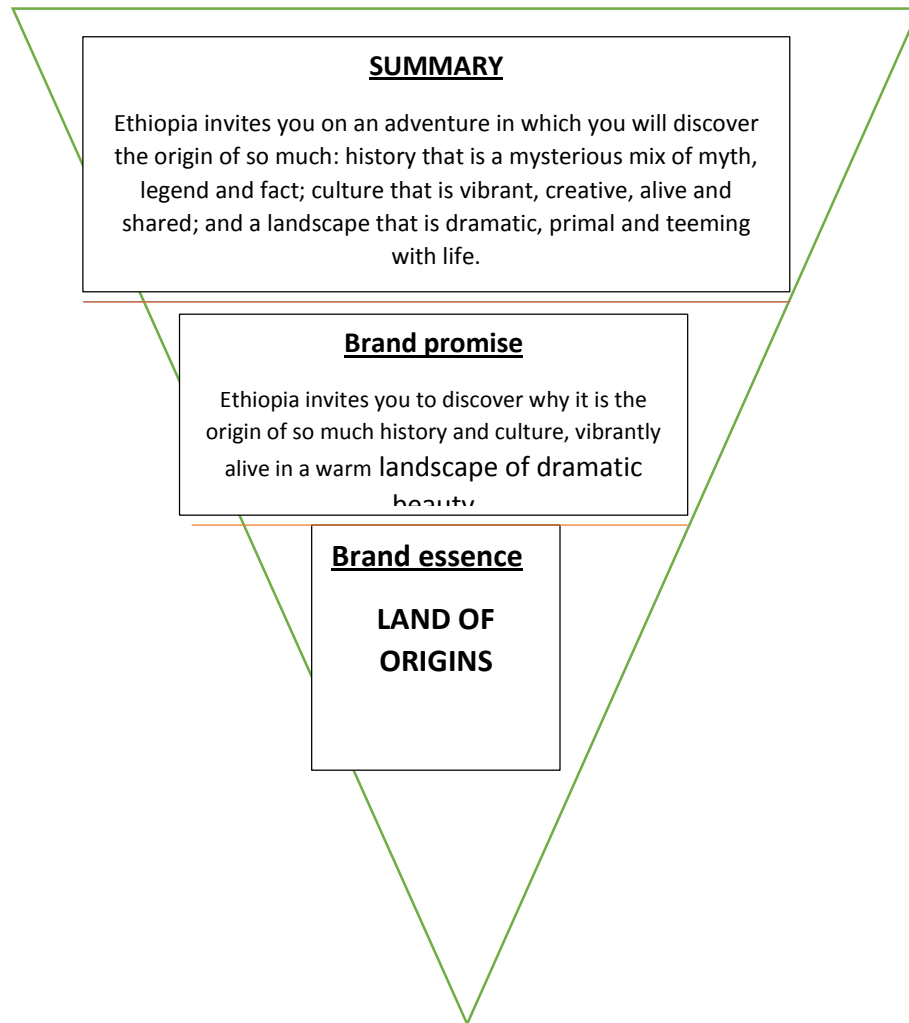 SUMMARY
Ethiopia invites you on an adventure in which you will discover
the origin of so much: history that is a mysterious mix of myth,
legend and fact; culture that is vibrant, creative, alive and
shared; and a landscape that is dramatic, primal and teeming
with life.
Brand promise
Ethiopia invites you to discover why it is the
origin of so much history and culture, vibrantly
alive in a warm landscape of dramatic
beauty
Brand essence
LAND OF
ORIGINS